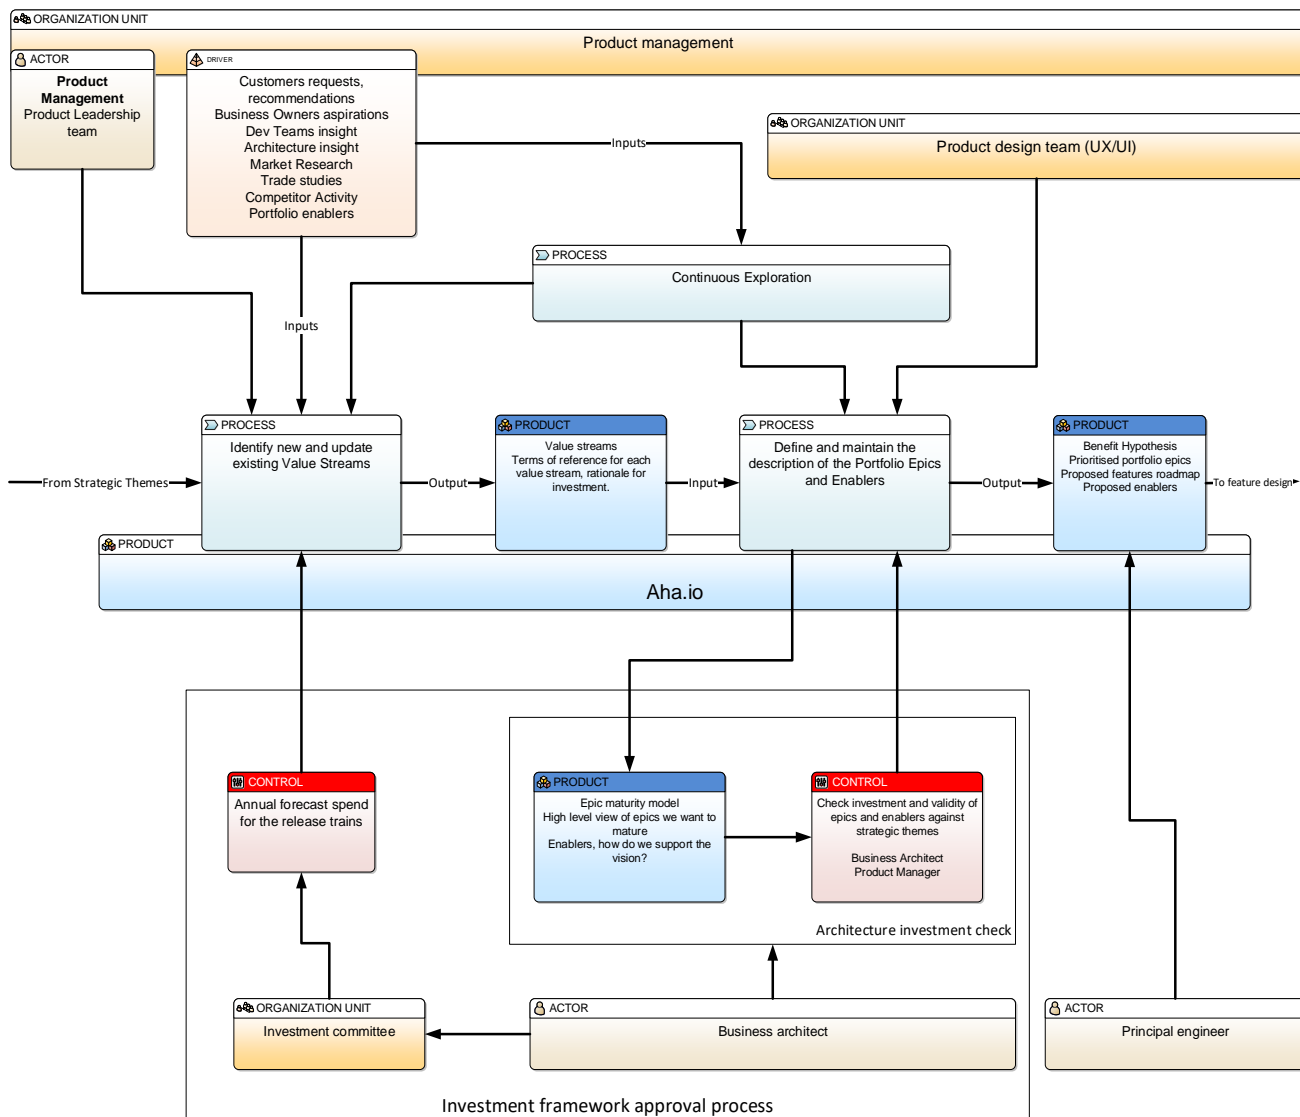 ORGANIZATION UNIT
Product management
ACTOR
Product
Management
Product Leadership
team
DRIVER
Customers requests,
recommendations
Business Owners aspirations
Dev Teams insight
Architecture insight
Market Research
Trade studies
Competitor Activity
Portfolio enablers
Inputs
ORGANIZATION UNIT
Product design team (UX/UI)
PROCESS
Continuous Exploration
Inputs
From Strategic Themes
PROCESS
Identify new and update
existing Value Streams
Output
PRODUCT
Value streams
Terms of reference for each
value stream, rationale for
investment.
Input
PROCESS
Define and maintain the
description of the Portfolio Epics
and Enablers
Output
PRODUCT
Benefit Hypothesis
Prioritised portfolio epics
Proposed features roadmap
Proposed enablers
To feature design
PRODUCT
Aha.io
CONTROL
Annual forecast spend
for the release trains
PRODUCT
Epic maturity model
High level view of epics we want to
mature
Enablers, how do we support the
vision?
CONTROL
Check investment and validity of
epics and enablers against
strategic themes
Business Architect
Product Manager
Architecture investment check
ORGANIZATION UNIT
Investment committee
ACTOR
Business architect
ACTOR
Principal engineer
Investment framework approval process